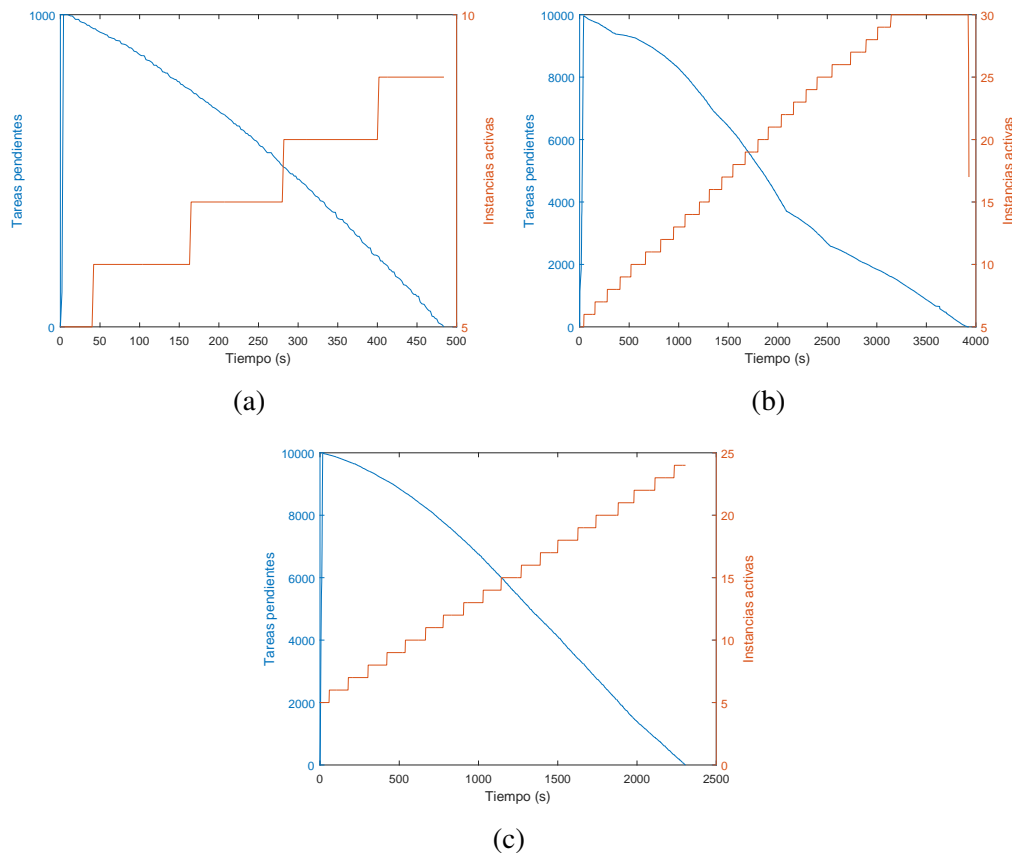 1000
0
Tareas pendientes
10
5
Instancias activas
0 50 100 150 200 250 300 350 400 450 500
Tiempo (s)
(a)
10000
8000
6000
4000
2000
0
Tareas pendientes
30
25
20
15
10
5
Instancias activas
0 500 1000 1500 2000 2500 3000 3500 4000
Tiempo (s)
(b)
10000
8000
6000
4000
2000
0
Tareas pendientes
25
20
15
10
5
0
Instancias activas
0 500 1000 1500 2000 2500
Tiempo (s)
(c)